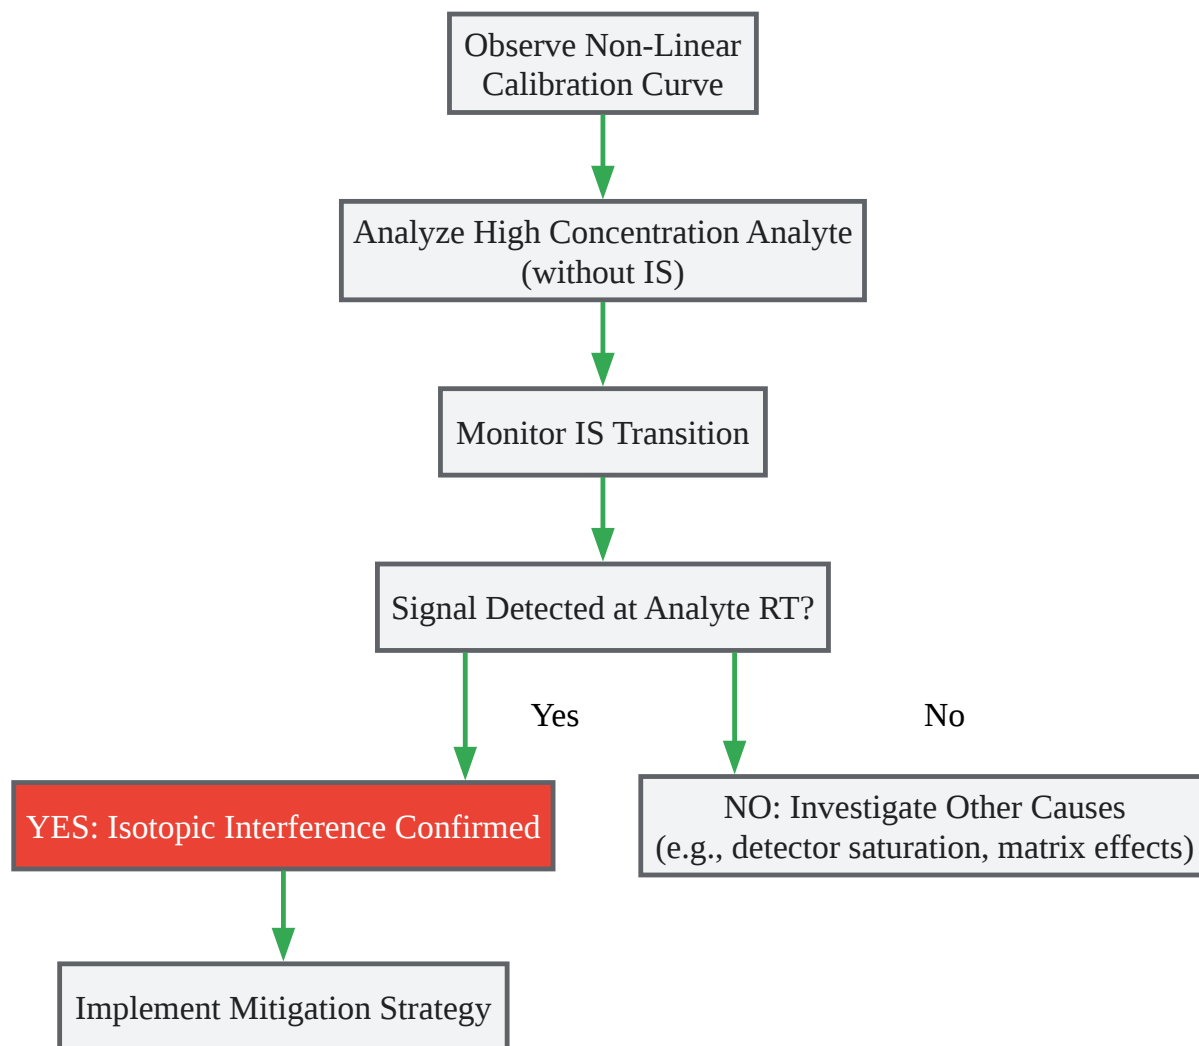 Observe Non-Linear
Calibration Curve
Analyze High Concentration Analyte
(without IS)
Monitor IS Transition
Signal Detected at Analyte RT?
Yes
No
YES: Isotopic Interference Confirmed
NO: Investigate Other Causes
(e.g., detector saturation, matrix effects)
Implement Mitigation Strategy